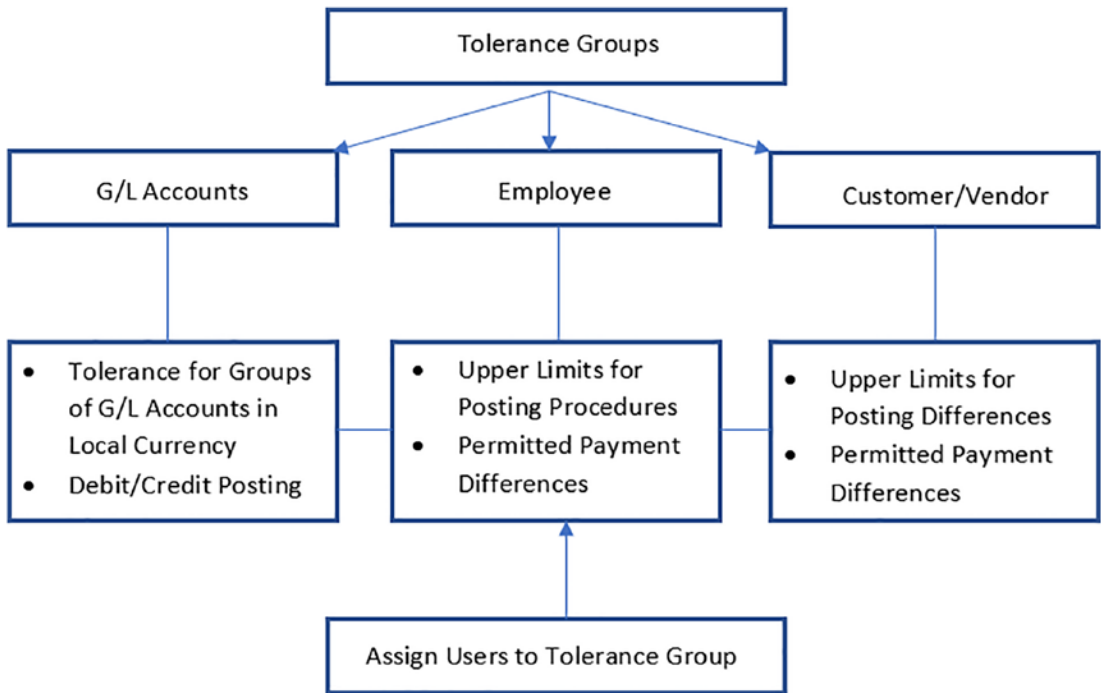 Tolerance Groups
G/L Accounts
Employee
Customer/Vendor
• Tolerance for Groups
of G/L Accounts in
Local Currency
• Debit/Credit Posting
• Upper Limits for
Posting Procedures
• Permitted Payment
Differences
• Upper Limits for
Posting Differences
• Permitted Payment
Differences
Assign Users to Tolerance Group